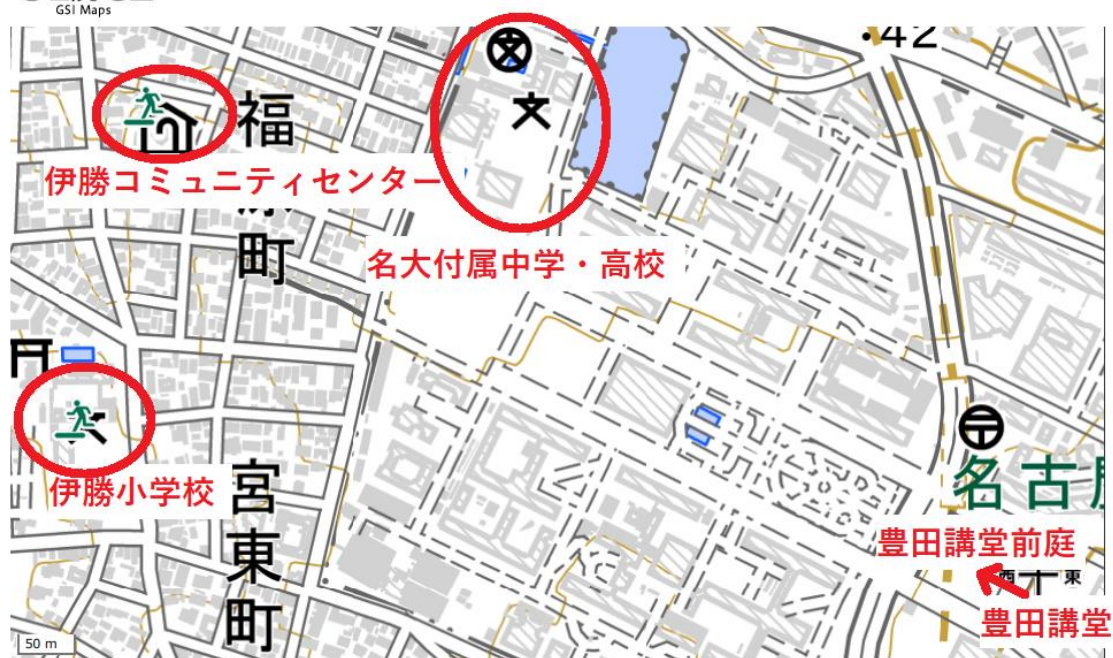 GSI Maps
・42
福
伊勝コミュニティセンター
町
名大付属中学・高校
伊勝小学校
宮東町
名古
豊田講堂前庭
西 東
豊田講堂
50 m